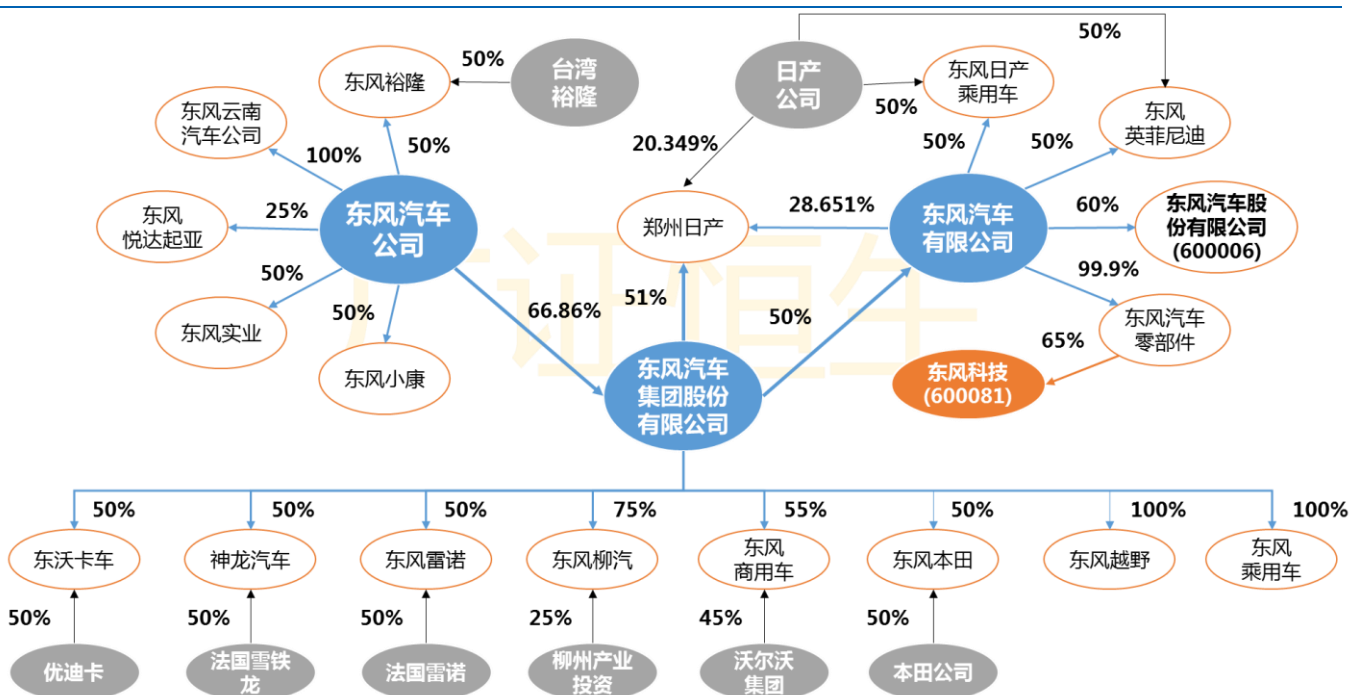 50%
50%
台湾
裕隆
日产
公司
东风裕隆
东风日产
乘用车
50%
东风云南
汽车公司
东风
英菲尼迪
100%
50%
20.349%
50%
50%
东风
悦达起亚
25%
东风汽车
公司
郑州日产
28.651%
东风汽车
有限公司
60%
东风汽车股
份有限公司
(600006)
50%
99.9%
东风实业
50%
66.86%
51%
50%
东风汽车
零部件
东风小康
65%
东风汽车
集团股份
有限公司
东风科技
(600081)
广证恒生
50%
50%
50%
75%
55%
50%
100%
100%
东沃卡车
神龙汽车
东风雷诺
东风柳汽
东风
商用车
东风本田
东风越野
东风
乘用车
50%
50%
50%
25%
45%
50%
优迪卡
法国雪铁
龙
法国雷诺
柳州产业
投资
沃尔沃
集团
本田公司